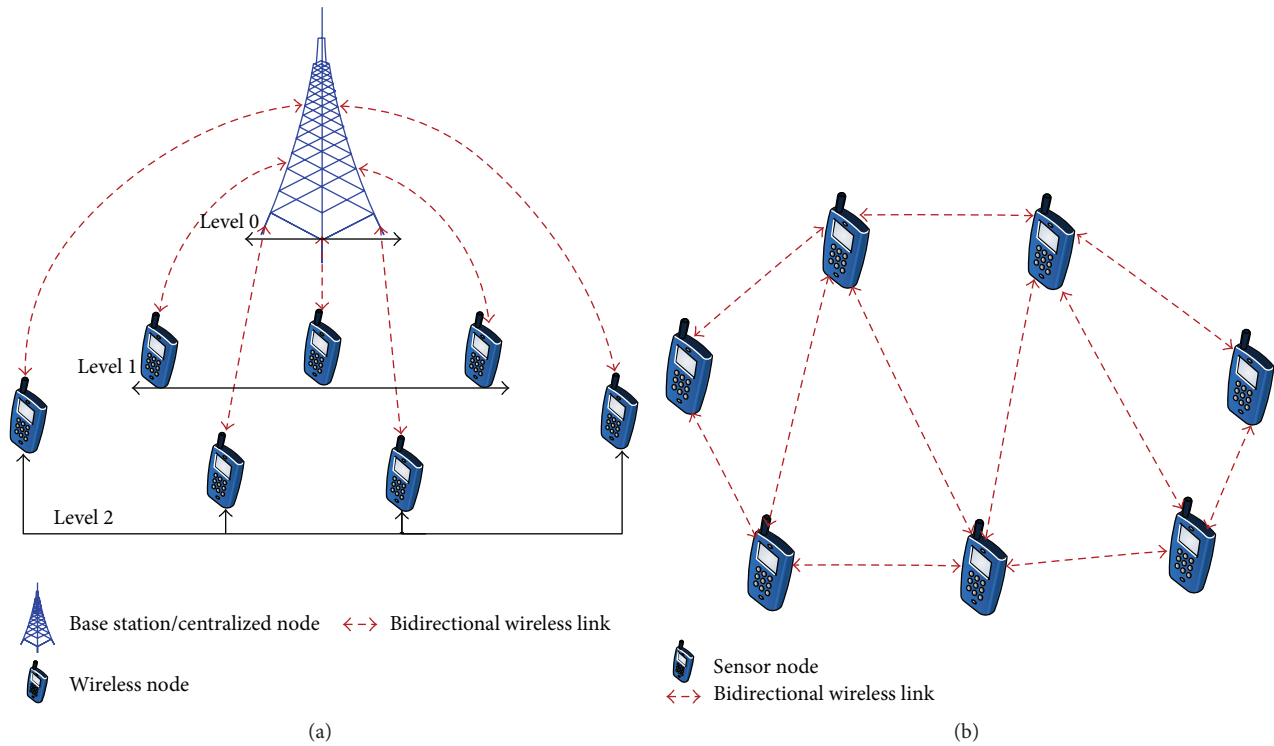 Level 0
Level 1
Level 2
Base station/centralized node
Bidirectional wireless link
Wireless node
(a)
Sensor node
Bidirectional wireless link
(b)